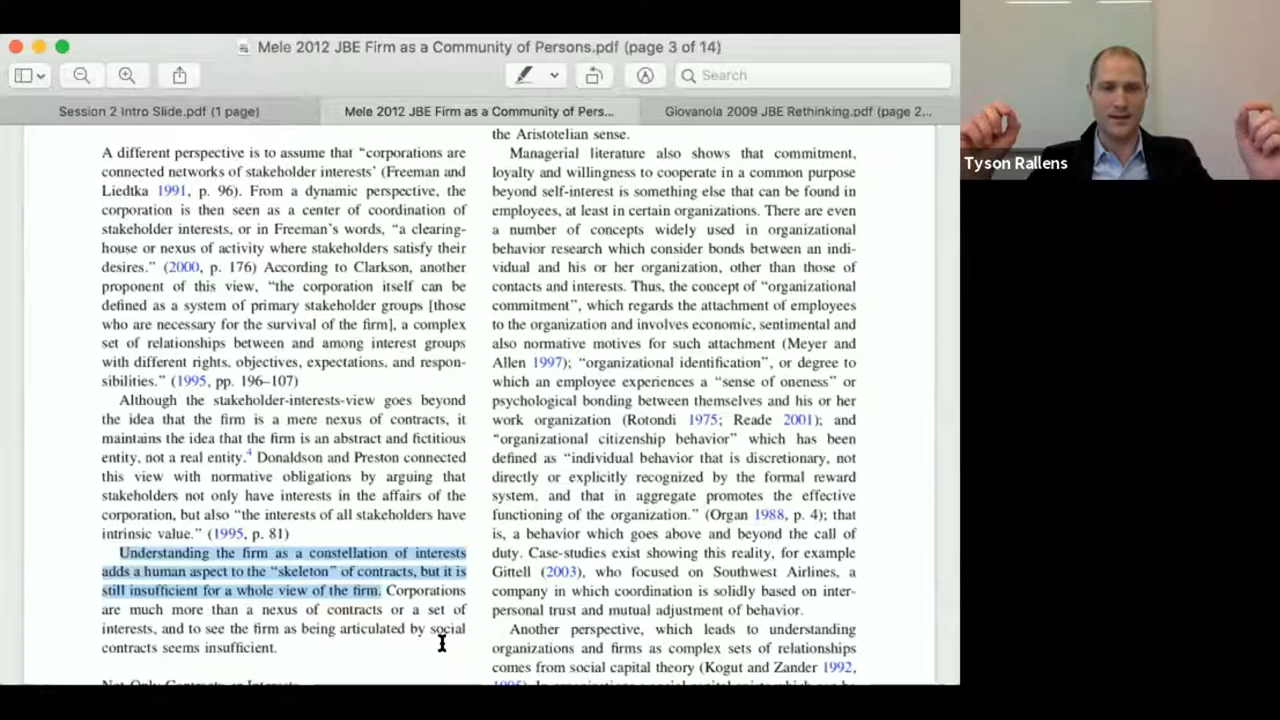 Mele 2012 JBE Firm as a Community of Persons.pdf (page 3 of 14)
Search
Session 2 Intro Slide.pdf (1 page)
Mele 2012 JBE Firm as a Community of Pers...
Giovanola 2009 JBE Rethinking.pdf (page 2...
A different perspective is to assume that “corporations are
connected networks of stakeholder interests’ (Freeman and
Liedtka 1991, p. 96). From a dynamic perspective, the
corporation is then seen as a center of coordination of
stakeholder interests, or in Freeman’s words, “a clearing-
house or nexus of activity where stakeholders satisfy their
desires.” (2000, p. 176) According to Clarkson, another
proponent of this view, “the corporation itself can be
defined as a system of primary stakeholder groups [those
who are necessary for the survival of the firm], a complex
set of relationships between and among interest groups
with different rights, objectives, expectations, and respon-
sibilities.” (1995, pp. 196–107)
Although the stakeholder-interests-view goes beyond
the idea that the firm is a mere nexus of contracts, it
maintains the idea that the firm is an abstract and fictitious
entity, not a real entity.4 Donaldson and Preston connected
this view with normative obligations by arguing that
stakeholders not only have interests in the affairs of the
corporation, but also “the interests of all stakeholders have
intrinsic value.” (1995, p. 81)
Understanding the firm as a constellation of interests
adds a human aspect to the “skeleton” of contracts, but it is
still insufficient for a whole view of the firm. Corporations
are much more than a nexus of contracts or a set of
interests, and to see the firm as being articulated by social
contracts seems insufficient.
Not Only Contracts or Interests
the Aristotelian sense.
Managerial literature also shows that commitment,
loyalty and willingness to cooperate in a common purpose
beyond self-interest is something else that can be found in
employees, at least in certain organizations. There are even
a number of concepts widely used in organizational
behavior research which consider bonds between an indi-
vidual and his or her organization, other than those of
contacts and interests. Thus, the concept of “organizational
commitment”, which regards the attachment of employees
to the organization and involves economic, sentimental and
also normative motives for such attachment (Meyer and
Allen 1997); “organizational identification”, or degree to
which an employee experiences a “sense of oneness” or
psychological bonding between themselves and his or her
work organization (Rotondi 1975; Reade 2001); and
“organizational citizenship behavior” which has been
defined as “individual behavior that is discretionary, not
directly or explicitly recognized by the formal reward
system, and that in aggregate promotes the effective
functioning of the organization.” (Organ 1988, p. 4); that
is, a behavior which goes above and beyond the call of
duty. Case-studies exist showing this reality, for example
Gittell (2003), who focused on Southwest Airlines, a
company in which coordination is solidly based on inter-
personal trust and mutual adjustment of behavior.
Another perspective, which leads to understanding
organizations and firms as complex sets of relationships
comes from social capital theory (Kogut and Zander 1992,
Tyson Rallens